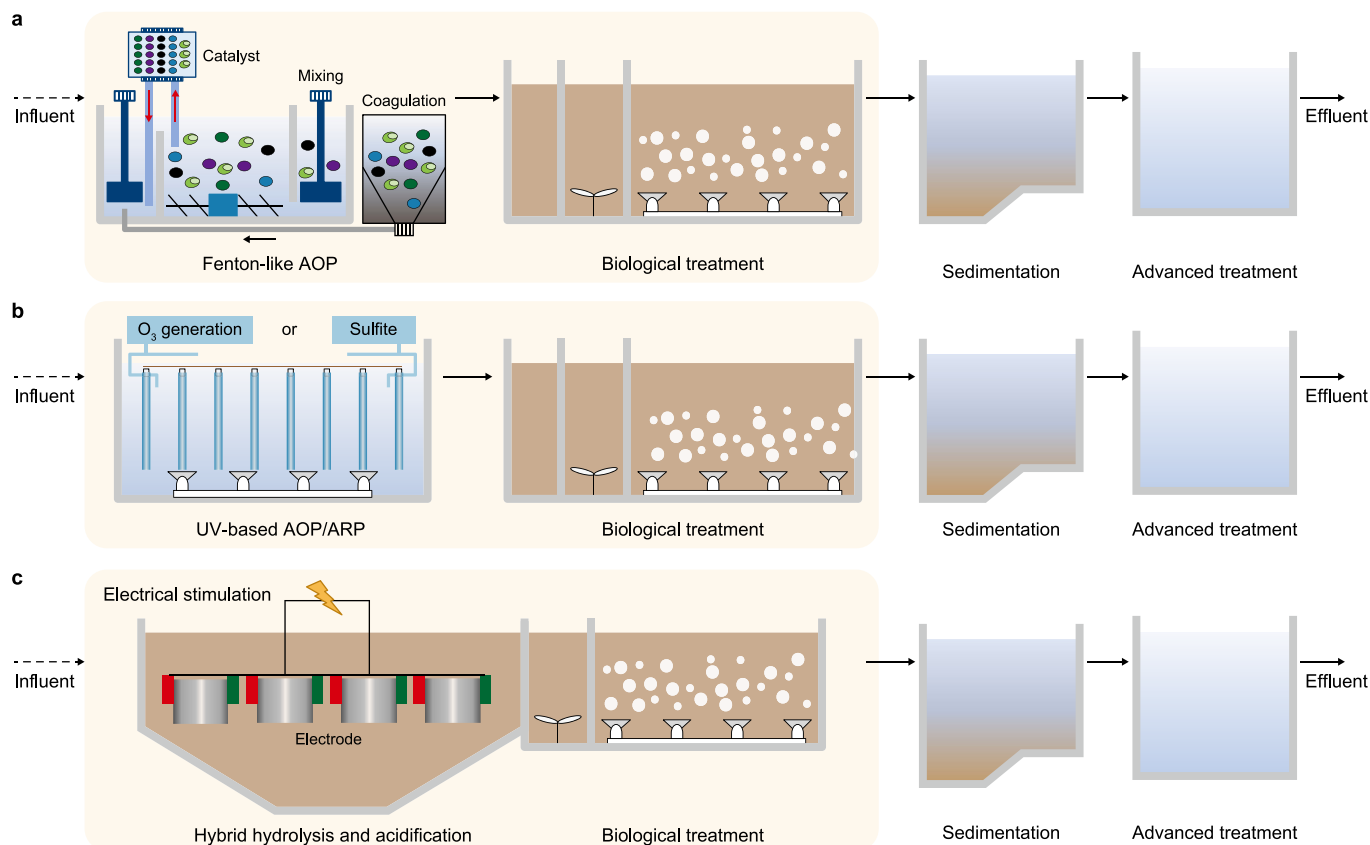 a
Catalyst
Mixing
Coagulation
Influent
Effluent
Fenton-like AOP
Biological treatment
Sedimentation
Advanced treatment
b
O₃ generation or Sulfite
Influent
Effluent
UV-based AOP/ARP
Biological treatment
Sedimentation
Advanced treatment
c
Electrical stimulation
Influent
Effluent
Electrode
Hybrid hydrolysis and acidification
Biological treatment
Sedimentation
Advanced treatment